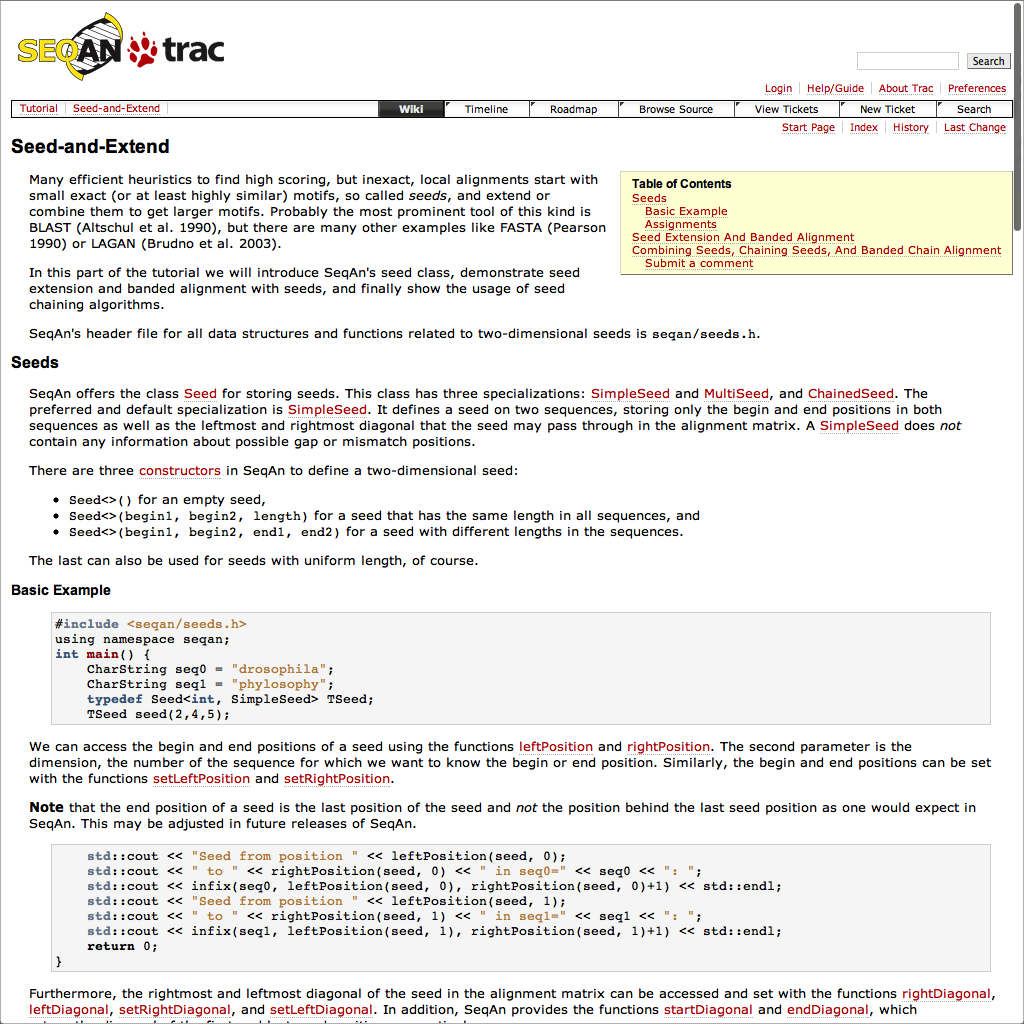 SEQAN trac
Search
Login Help/Guide About Trac Preferences
Tutorial Seed-and-Extend Wiki Timeline Roadmap Browse Source View Tickets New Ticket Search
Start Page Index History Last Change
Seed-and-Extend
Many efficient heuristics to find high scoring, but inexact, local alignments start with
small exact (or at least highly similar) motifs, so called seeds, and extend or
combine them to get larger motifs. Probably the most prominent tool of this kind is
BLAST (Altschul et al. 1990), but there are many other examples like FASTA (Pearson
1990) or LAGAN (Brudno et al. 2003).
Table of Contents
Seeds
Basic Example
Assignments
Seed Extension And Banded Alignment
Combining Seeds, Chaining Seeds, And Banded Chain Alignment
Submit a comment
In this part of the tutorial we will introduce SeqAn's seed class, demonstrate seed
extension and banded alignment with seeds, and finally show the usage of seed
chaining algorithms.
SeqAn's header file for all data structures and functions related to two-dimensional seeds is seqan/seeds.h.
Seeds
SeqAn offers the class Seed for storing seeds. This class has three specializations: SimpleSeed and MultiSeed, and ChainedSeed. The
preferred and default specialization is SimpleSeed. It defines a seed on two sequences, storing only the begin and end positions in both
sequences as well as the leftmost and rightmost diagonal that the seed may pass through in the alignment matrix. A SimpleSeed does not
contain any information about possible gap or mismatch positions.
There are three constructors in SeqAn to define a two-dimensional seed:
• Seed<>() for an empty seed,
• Seed<>(begin1, begin2, length) for a seed that has the same length in all sequences, and
• Seed<>(begin1, begin2, end1, end2) for a seed with different lengths in the sequences.
The last can also be used for seeds with uniform length, of course.
Basic Example
#include <seqan/seeds.h>
using namespace seqan;
int main() {
    CharString seq0 = "drosophila";
    CharString seq1 = "phylosophy";
    typedef Seed<int, SimpleSeed> TSeed;
    TSeed seed(2,4,5);
We can access the begin and end positions of a seed using the functions leftPosition and rightPosition. The second parameter is the
dimension, the number of the sequence for which we want to know the begin or end position. Similarly, the begin and end positions can be set
with the functions setLeftPosition and setRightPosition.
Note that the end position of a seed is the last position of the seed and not the position behind the last seed position as one would expect in
SeqAn. This may be adjusted in future releases of SeqAn.
    std::cout << "Seed from position " << leftPosition(seed, 0);
    std::cout << " to " << rightPosition(seed, 0) << " in seq0=" << seq0 << ": ";
    std::cout << infix(seq0, leftPosition(seed, 0), rightPosition(seed, 0)+1) << std::endl;
    std::cout << "Seed from position " << leftPosition(seed, 1);
    std::cout << " to " << rightPosition(seed, 1) << " in seq1=" << seq1 << ": ";
    std::cout << infix(seq1, leftPosition(seed, 1), rightPosition(seed, 1)+1) << std::endl;
    return 0;
}
Furthermore, the rightmost and leftmost diagonal of the seed in the alignment matrix can be accessed and set with the functions rightDiagonal,
leftDiagonal, setRightDiagonal, and setLeftDiagonal. In addition, SeqAn provides the functions startDiagonal and endDiagonal, which